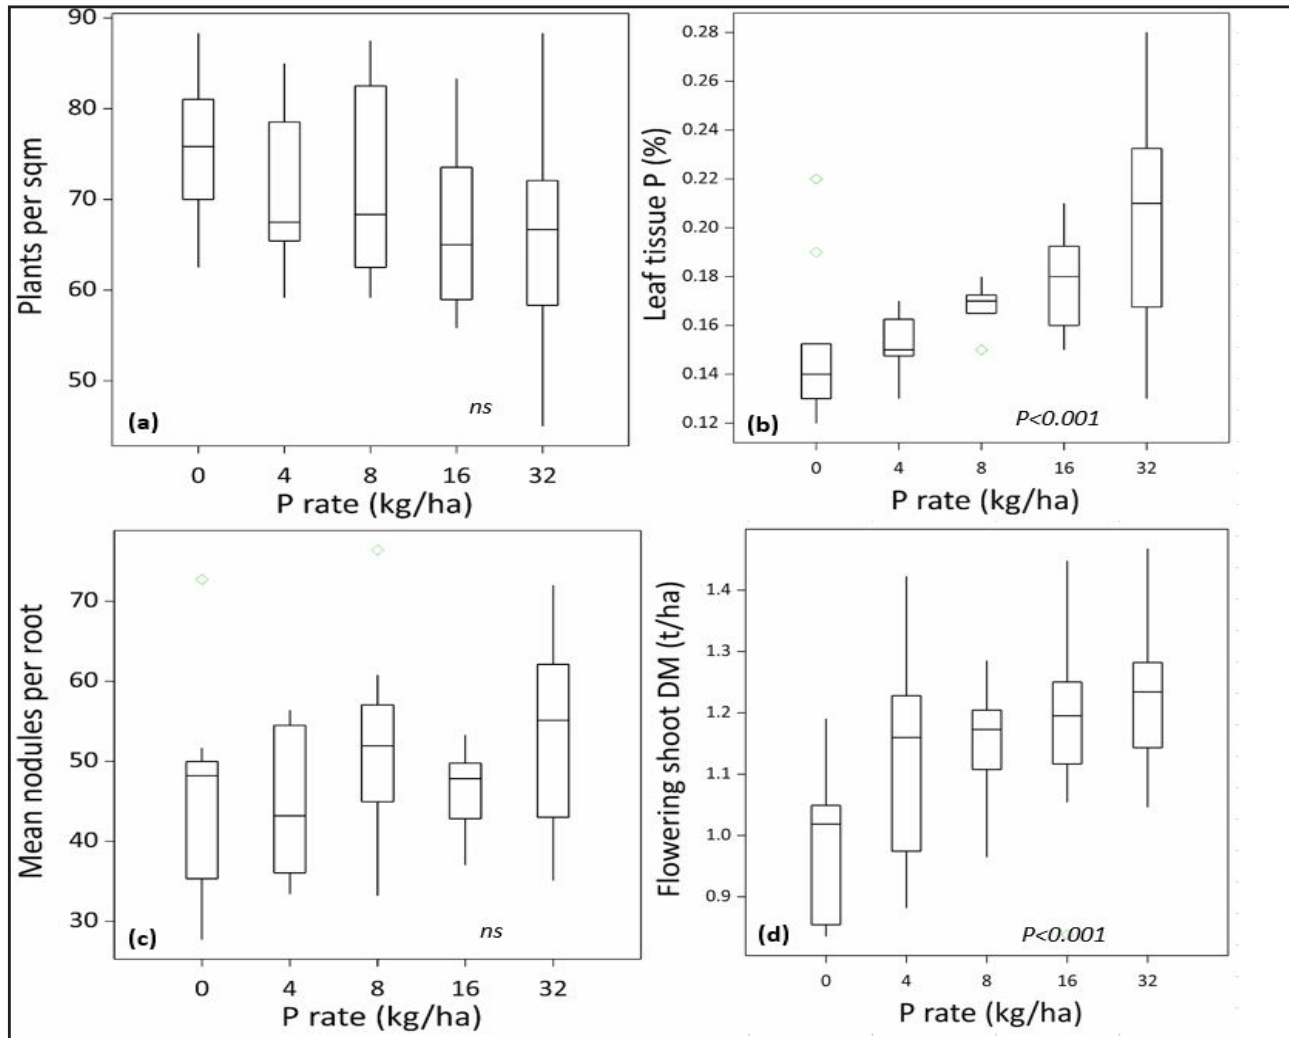 90
80
70
60
50
Plants per sqm
(a)
ns
0 4 8 16 32
P rate (kg/ha)
0.28
0.26
0.24
0.22
0.20
0.18
0.16
0.14
0.12
Leaf tissue P (%)
(b)
P<0.001
0 4 8 16 32
P rate (kg/ha)
70
60
50
40
30
Mean nodules per root
(c)
ns
0 4 8 16 32
P rate (kg/ha)
1.4
1.3
1.2
1.1
1.0
0.9
Flowering shoot DM (t/ha)
(d)
P<0.001
0 4 8 16 32
P rate (kg/ha)